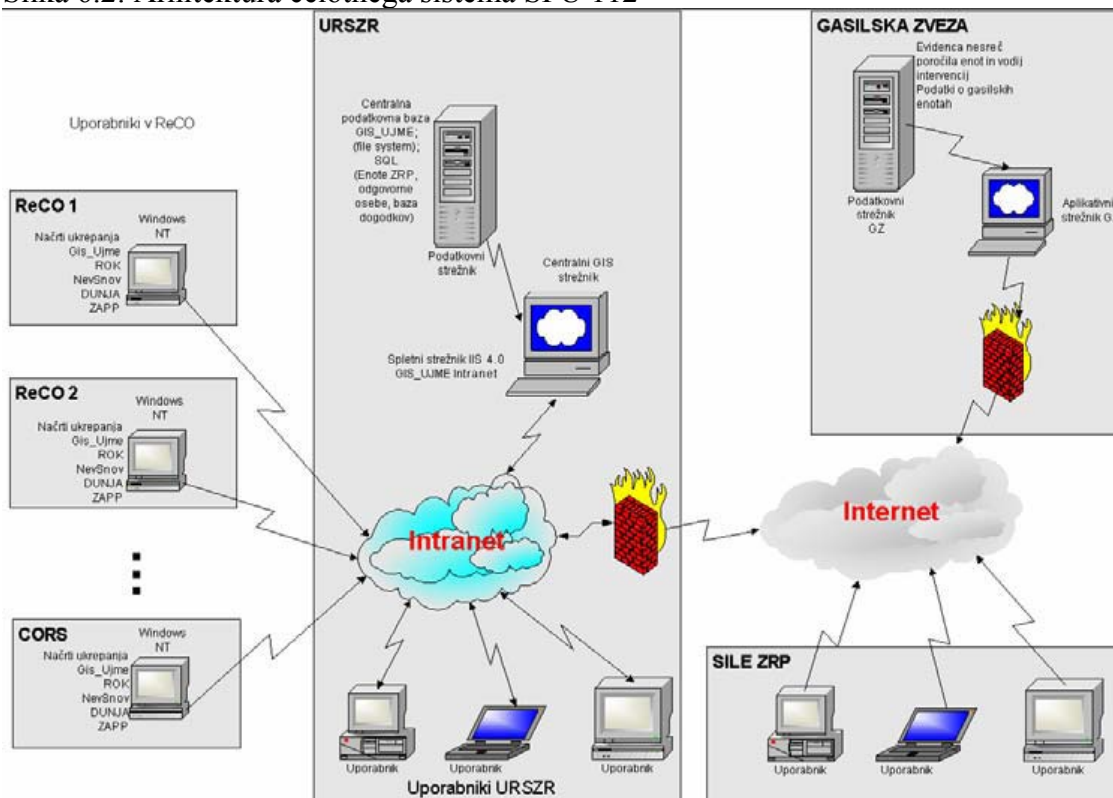 Slika 6.2: Arhitektura celotnega sistema SPU 112
Uporabniki v ReCO
ReCO 1
Windows
NT
Načrti ukrepanja
Gis_Ujme
ROK
NevSnov
DUNJA
ZAPP
ReCO 2
Windows
NT
Načrti ukrepanja
Gis_Ujme
ROK
NevSnov
DUNJA
ZAPP
CORS
Windows
NT
Načrti ukrepanja
Gis_Ujme
ROK
NevSnov
DUNJA
ZAPP
URSZR
Centralna
podatkovna baza
GIS_UJME;
(file system);
SQL
(Enote ZRP,
odgovorne
osebe, baza
dogodkov)
Podatkovni
strežnik
Centralni GIS
strežnik
Spletni strežnik IIS 4.0
GIS_UJME Intranet
Intranet
Uporabnik
Uporabnik
Uporabnik
Uporabniki URSZR
GASILSKA ZVEZA
Evidenca nesreč
poročila enot in vodij
intervencij
Podatki o gasilskih
enotah
Podatkovni
strežnik
GZ
Aplikativni
strežnik G
Internet
SILE ZRP
Uporabnik
Uporabnik
Uporabnik